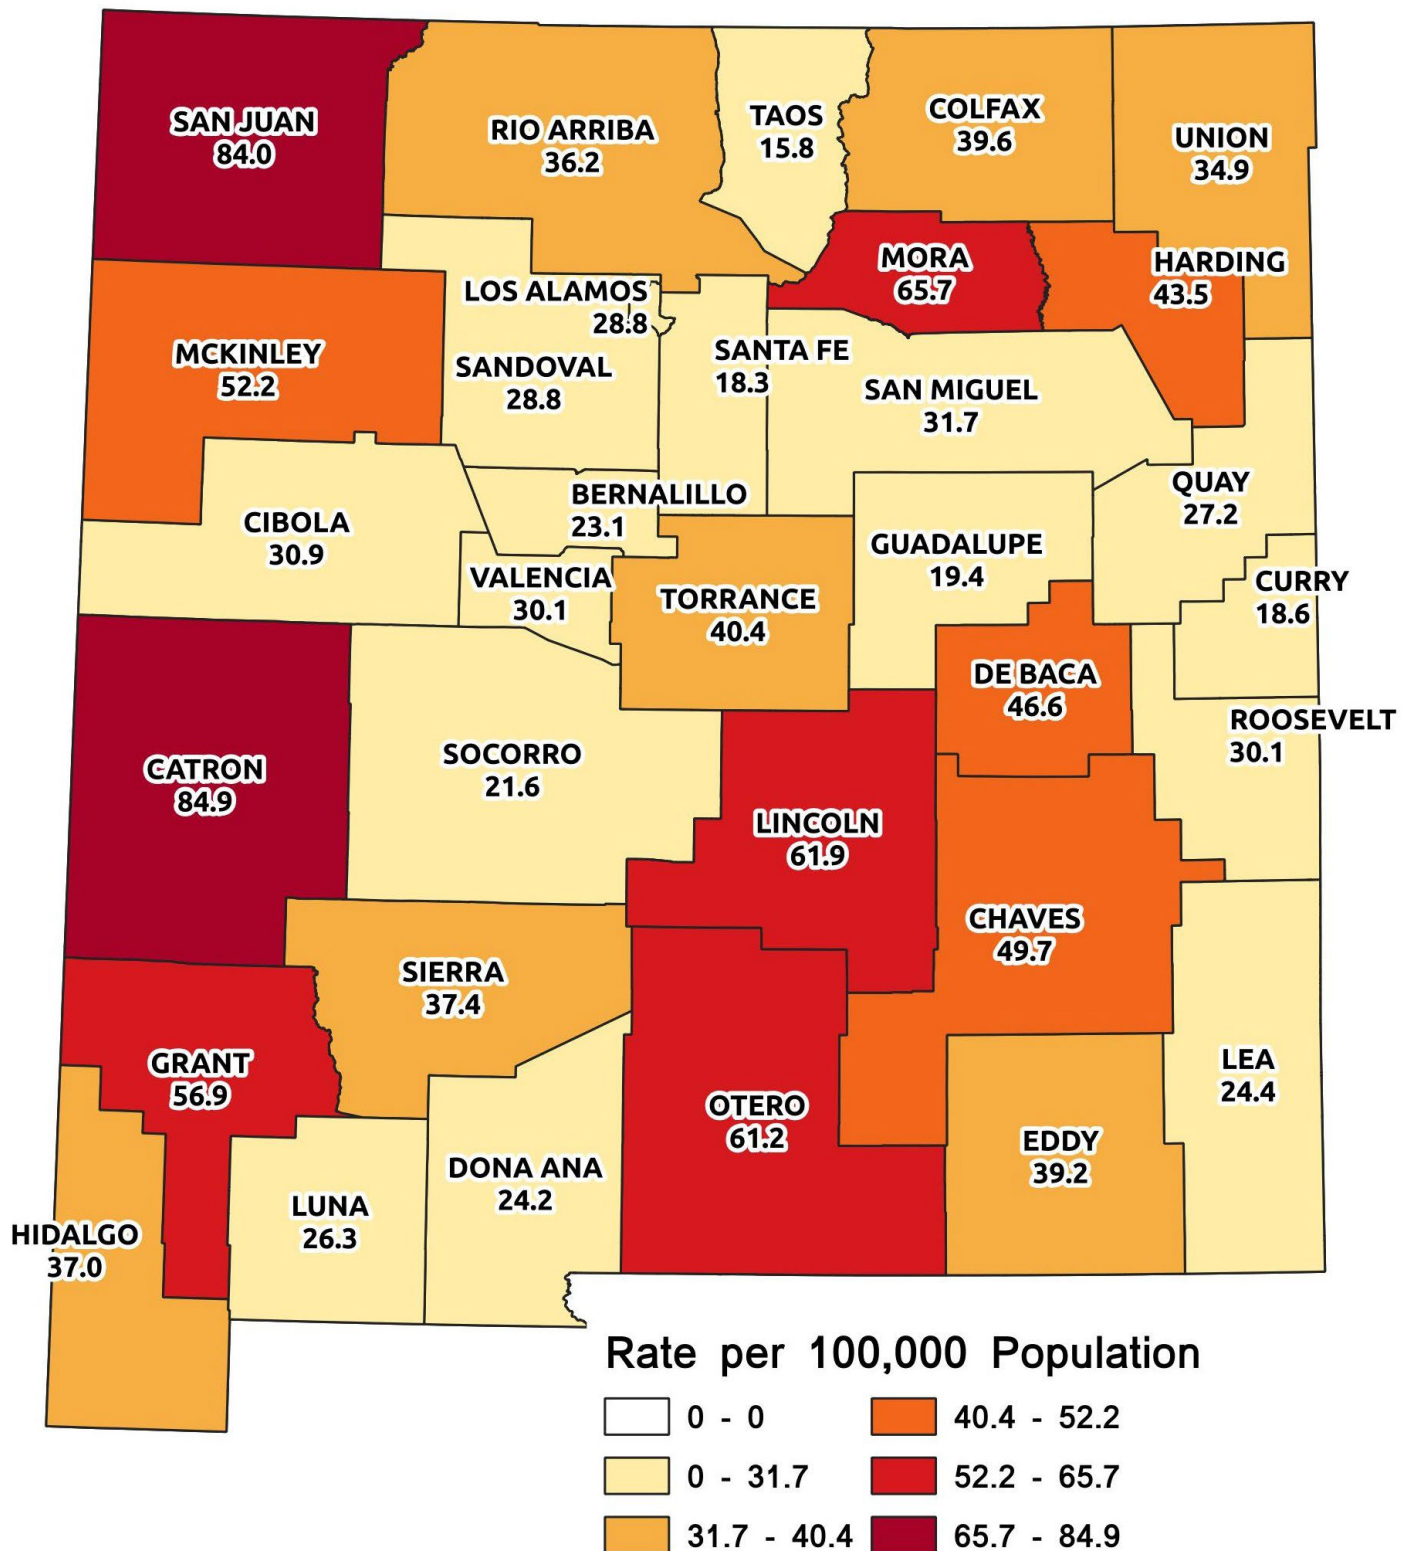 SAN JUAN
84.0
RIO ARRIBA
36.2
TAOS
15.8
COLFAX
39.6
UNION
34.9
MORA
65.7
HARDING
43.5
LOS ALAMOS
28.8
MCKINLEY
52.2
SANDOVAL
28.8
SANTA FE
18.3
SAN MIGUEL
31.7
QUAY
27.2
BERNALILLO
23.1
CIBOLA
30.9
GUADALUPE
19.4
VALENCIA
30.1
CURRY
18.6
TORRANCE
40.4
DE BACA
46.6
ROOSEVELT
30.1
CATRON
84.9
SOCORRO
21.6
LINCOLN
61.9
CHAVES
49.7
SIERRA
37.4
GRANT
56.9
LEA
24.4
OTERO
61.2
EDDY
39.2
DONA ANA
24.2
LUNA
26.3
HIDALGO
37.0
Rate per 100,000 Population
0 - 0
40.4 - 52.2
0 - 31.7
52.2 - 65.7
31.7 - 40.4
65.7 - 84.9